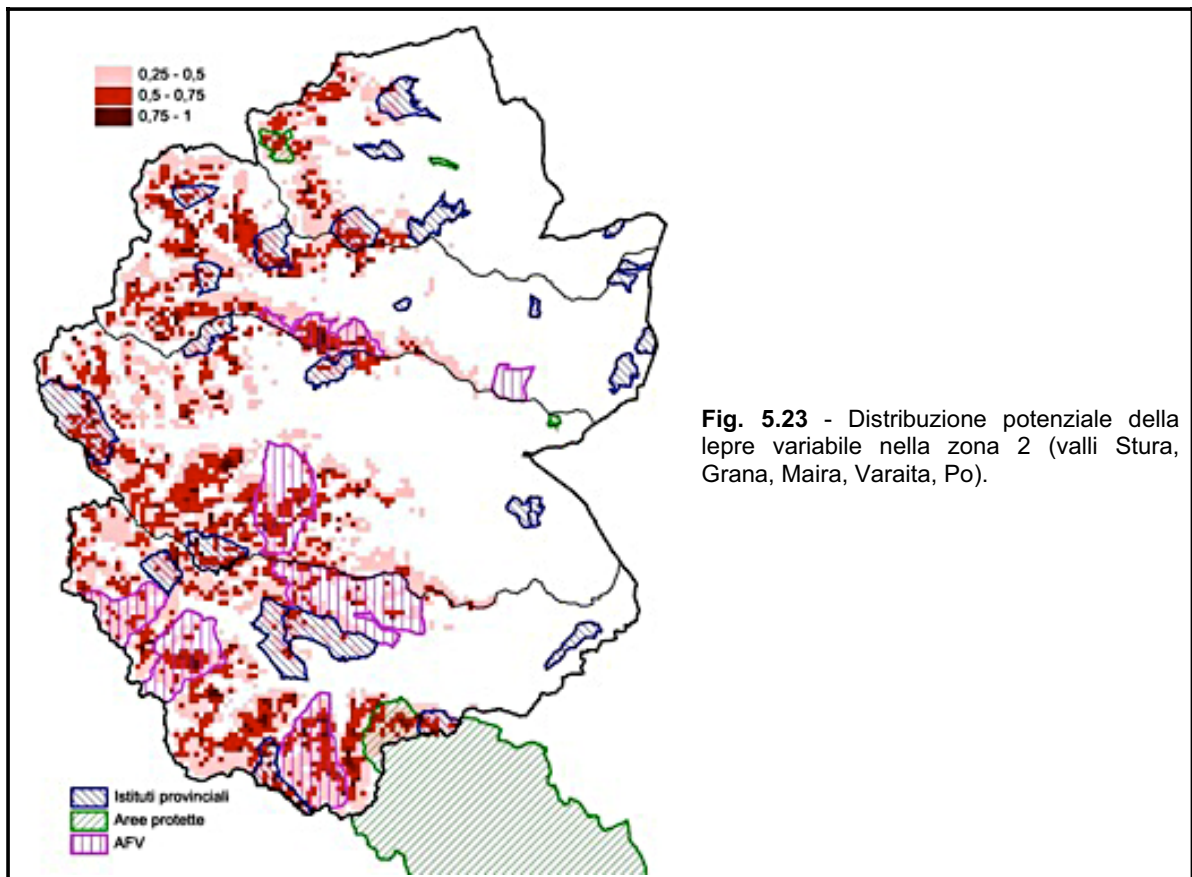 0,25 - 0,5
0,5 - 0,75
0,75 - 1
Fig. 5.23 - Distribuzione potenziale della
lepre variabile nella zona 2 (valli Stura,
Grana, Maira, Varaita, Po).
Istituti provinciali
Aree protette
AFV